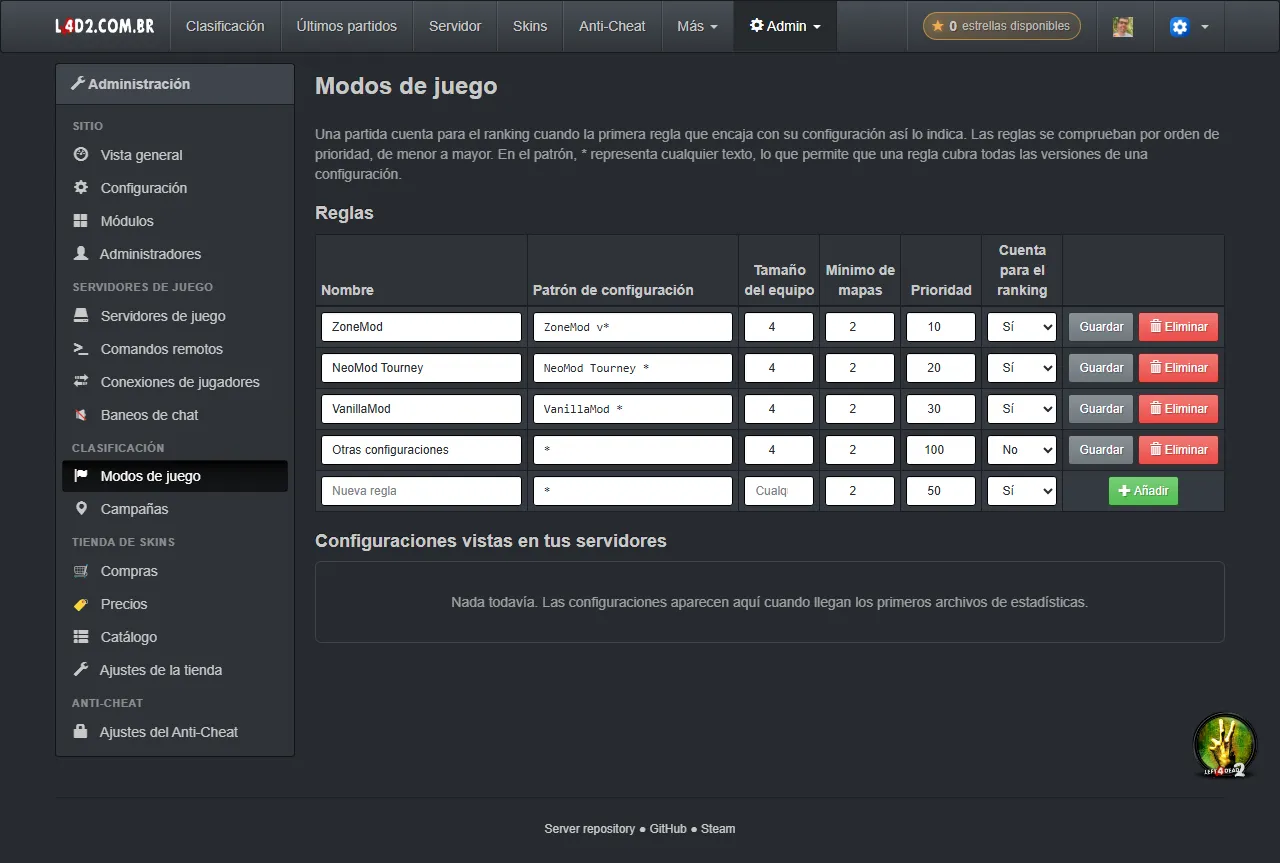 L4D2.COM.BR
Clasificación
Últimos partidos
Servidor
Skins
Anti-Cheat
Más
Admin
0 estrellas disponibles
Administración
SITIO
Vista general
Configuración
Módulos
Administradores
SERVIDORES DE JUEGO
Servidores de juego
Comandos remotos
Conexiones de jugadores
Baneos de chat
CLASIFICACIÓN
Modos de juego
Campañas
TIENDA DE SKINS
Compras
Precios
Catálogo
Ajustes de la tienda
ANTI-CHEAT
Ajustes del Anti-Cheat
Modos de juego
Una partida cuenta para el ranking cuando la primera regla que encaja con su configuración así lo indica. Las reglas se comprueban por orden de
prioridad, de menor a mayor. En el patrón, * representa cualquier texto, lo que permite que una regla cubra todas las versiones de una
configuración.
Reglas
Nombre Patrón de configuración Tamaño del equipo Mínimo de mapas Prioridad Cuenta para el ranking
ZoneMod ZoneMod v* 4 2 10 Sí Guardar Eliminar
NeoMod Tourney NeoMod Tourney * 4 2 20 Sí Guardar Eliminar
VanillaMod VanillaMod * 4 2 30 Sí Guardar Eliminar
Otras configuraciones * 4 2 100 No Guardar Eliminar
Nueva regla * Cualq 2 50 Sí Añadir
Configuraciones vistas en tus servidores
Nada todavía. Las configuraciones aparecen aquí cuando llegan los primeros archivos de estadísticas.
LEFT4DEAD2
Server repository ● GitHub ● Steam